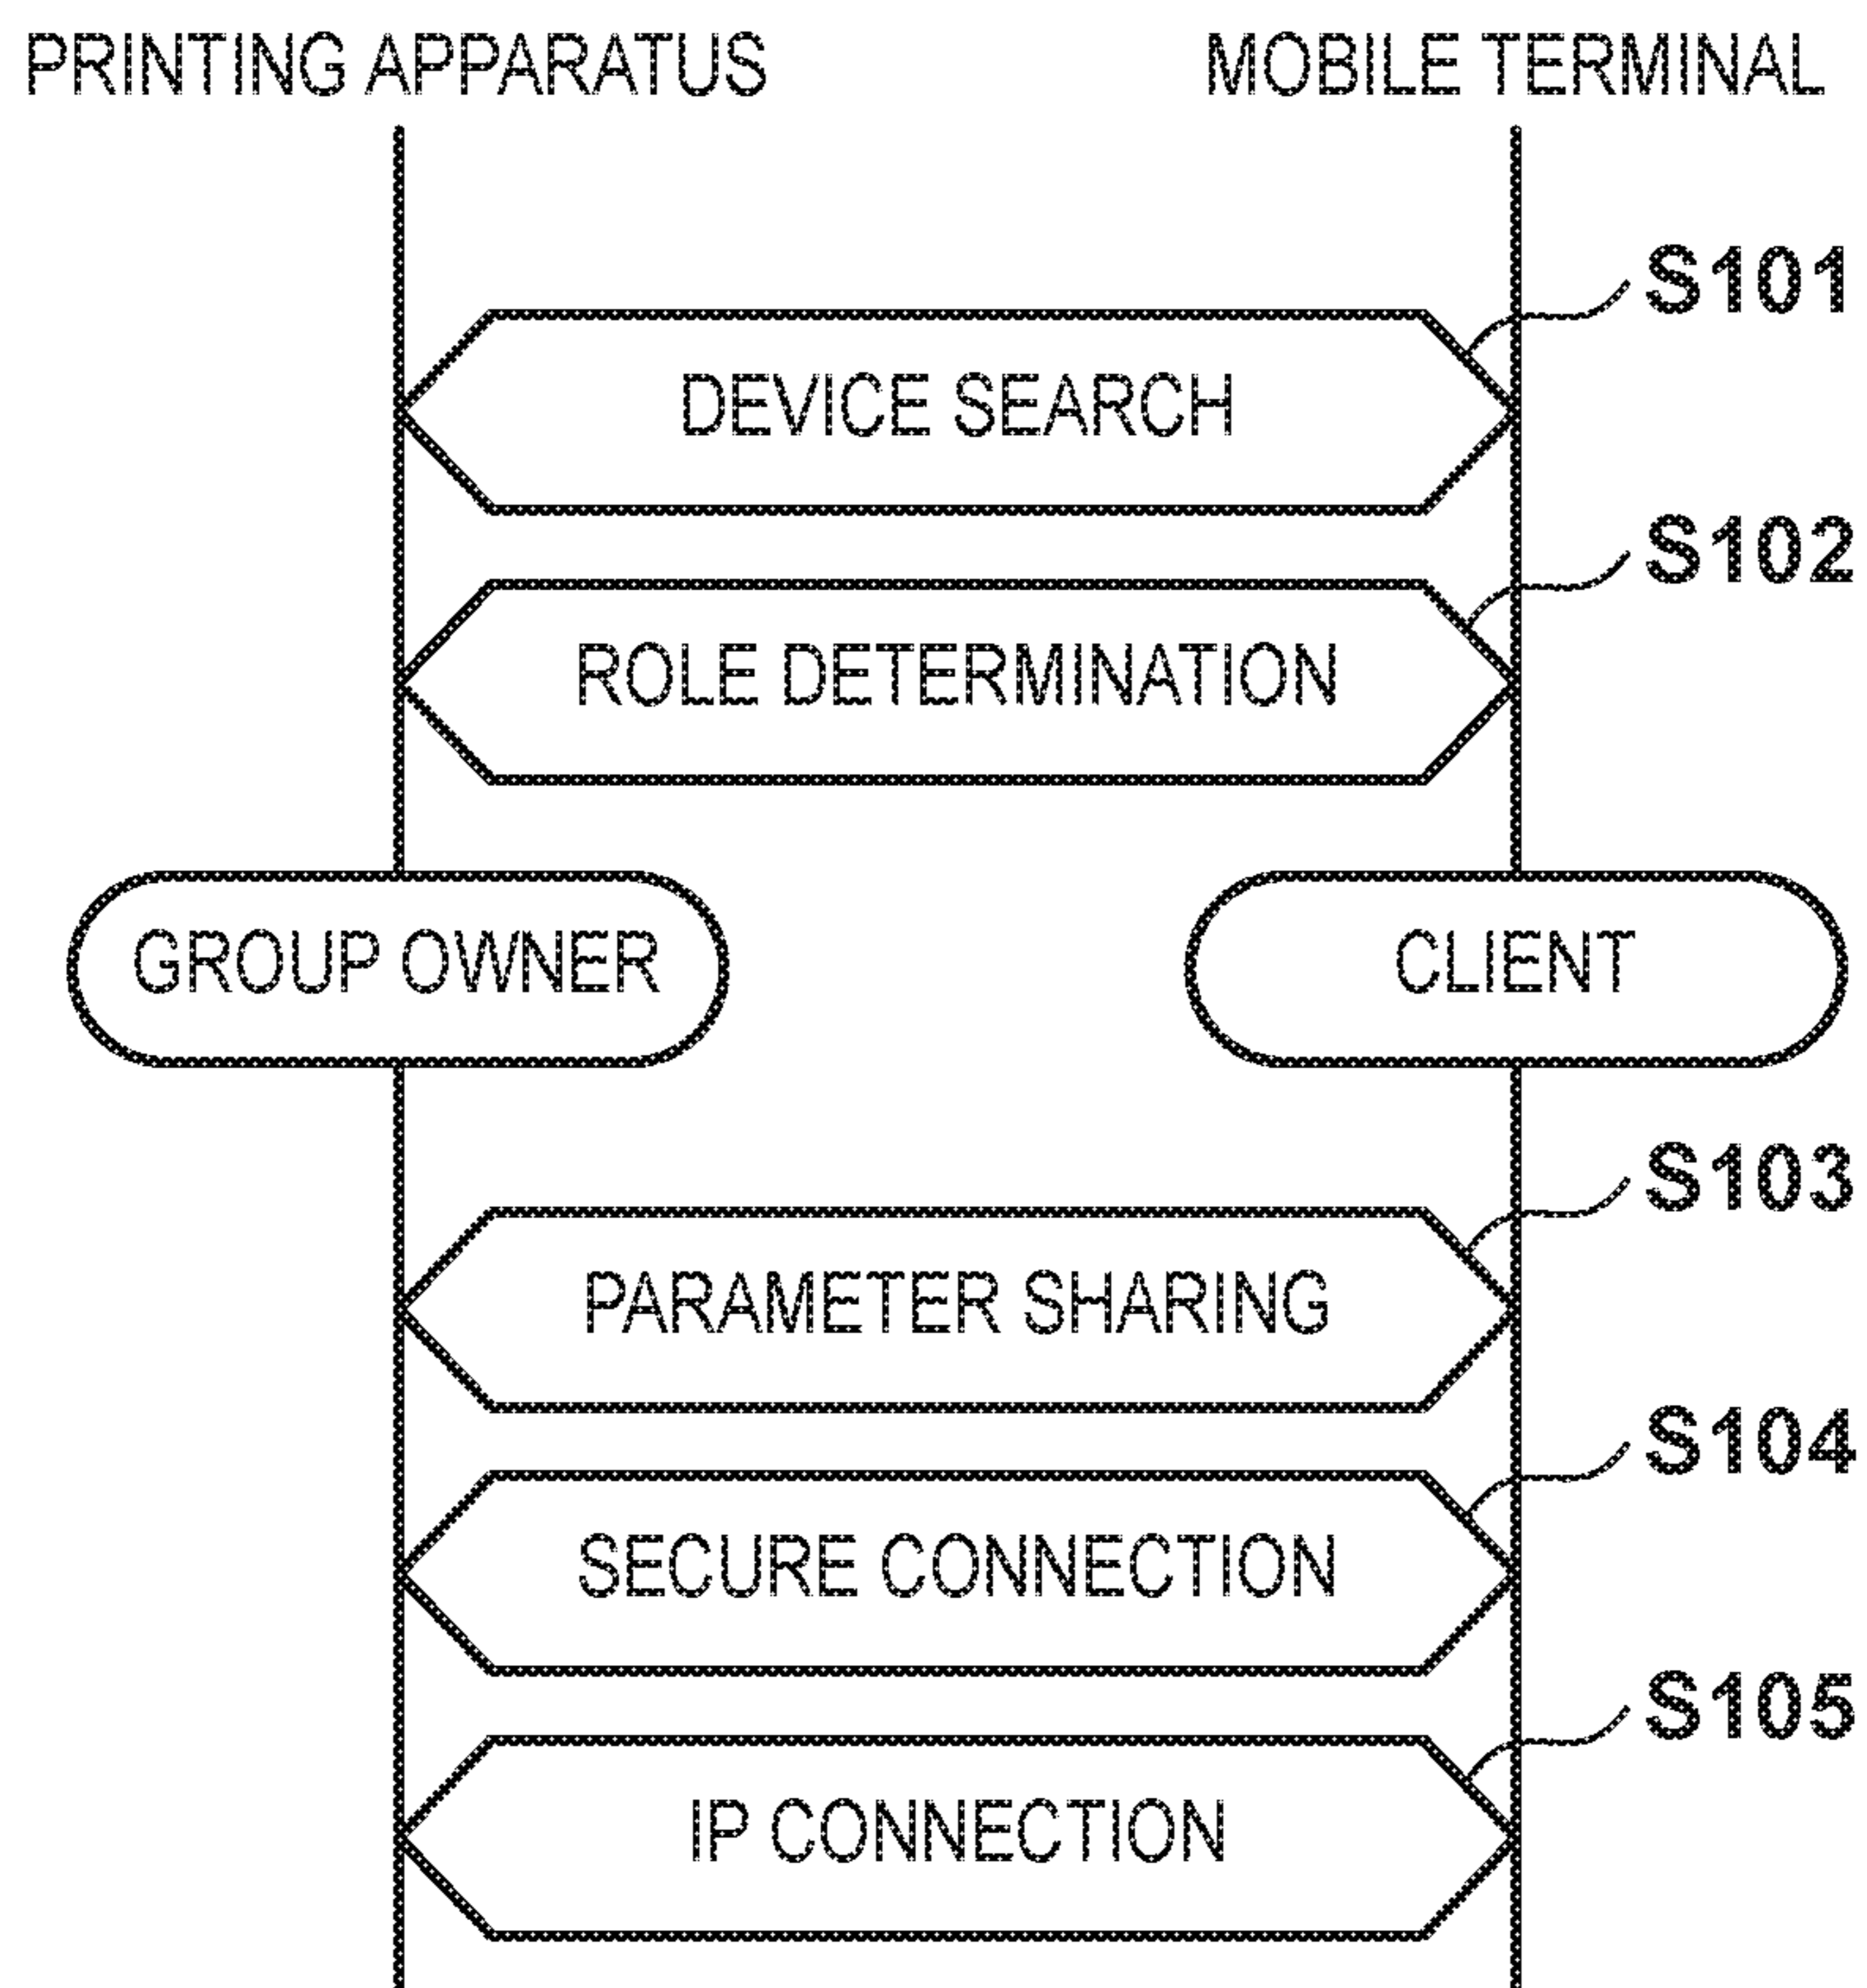 PRINTING APPARATUS
MOBILE TERMINAL
S101
DEVICE SEARCH
S102
ROLE DETERMINATION
GROUP OWNER
CLIENT
S103
PARAMETER SHARING
S104
SECURE CONNECTION
S105
IP CONNECTION